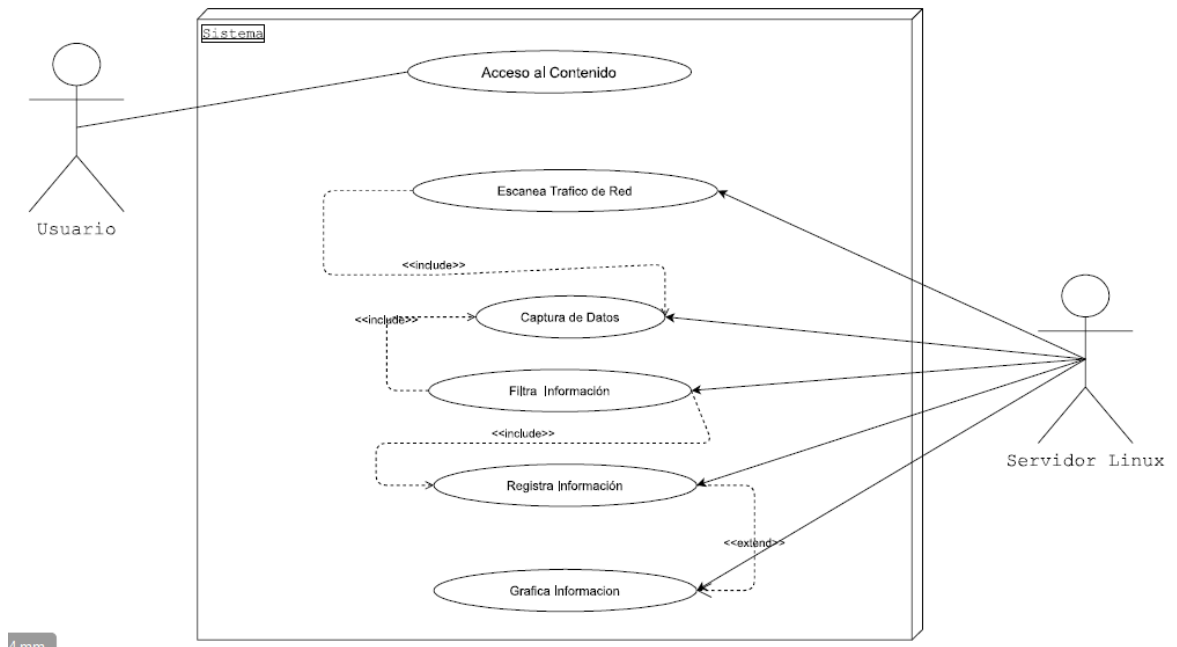 Sistema
Acceso al Contenido
Usuario
Escanea Trafico de Red
<<include>>
Captura de Datos
<<include>>
Filtra Información
<<include>>
Registra Información
<<extend>>
Grafica Informacion
Servidor Linux